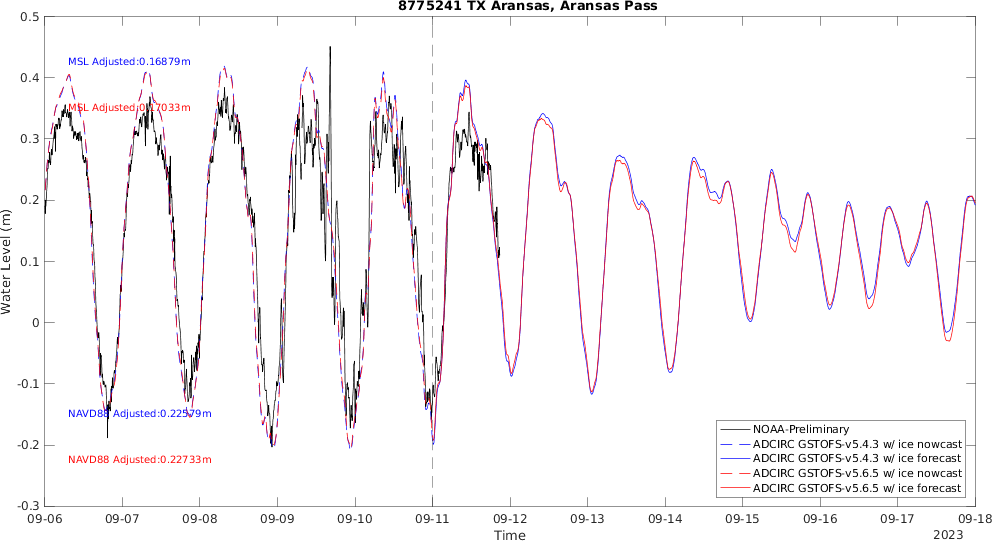 8775241 TX Aransas, Aransas Pass
0.5
0.4
0.3
0.2
0.1
0
-0.1
-0.2
-0.3
Water Level (m)
MSL Adjusted:0.16879m
MSL Adjusted:0.17033m
NAVD88 Adjusted:0.22579m
NAVD88 Adjusted:0.22733m
NOAA-Preliminary
ADCIRC GSTOFS-v5.4.3 w/ ice nowcast
ADCIRC GSTOFS-v5.4.3 w/ ice forecast
ADCIRC GSTOFS-v5.6.5 w/ ice nowcast
ADCIRC GSTOFS-v5.6.5 w/ ice forecast
09-06 09-07 09-08 09-09 09-10 09-11 09-12 09-13 09-14 09-15 09-16 09-17 09-18
Time
2023